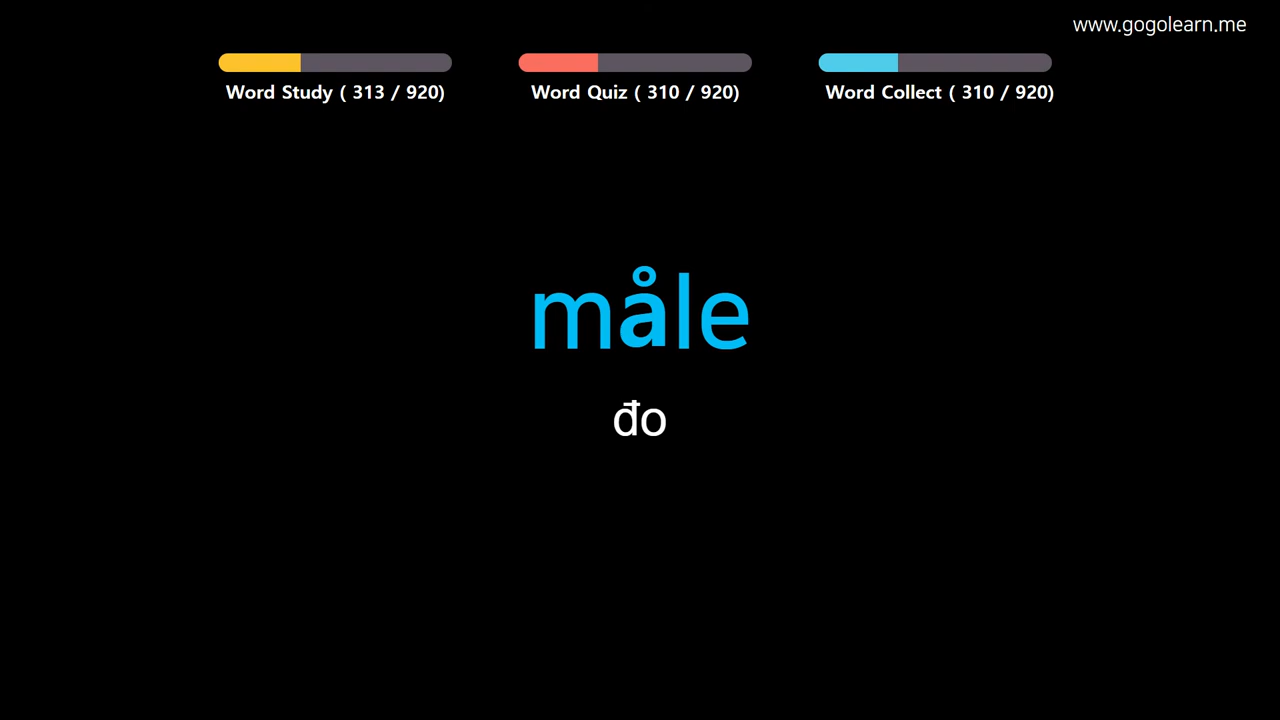 www.gogolearn.me
Word Study ( 313 / 920)
Word Quiz ( 310 / 920)
Word Collect ( 310 / 920)
måle
đo